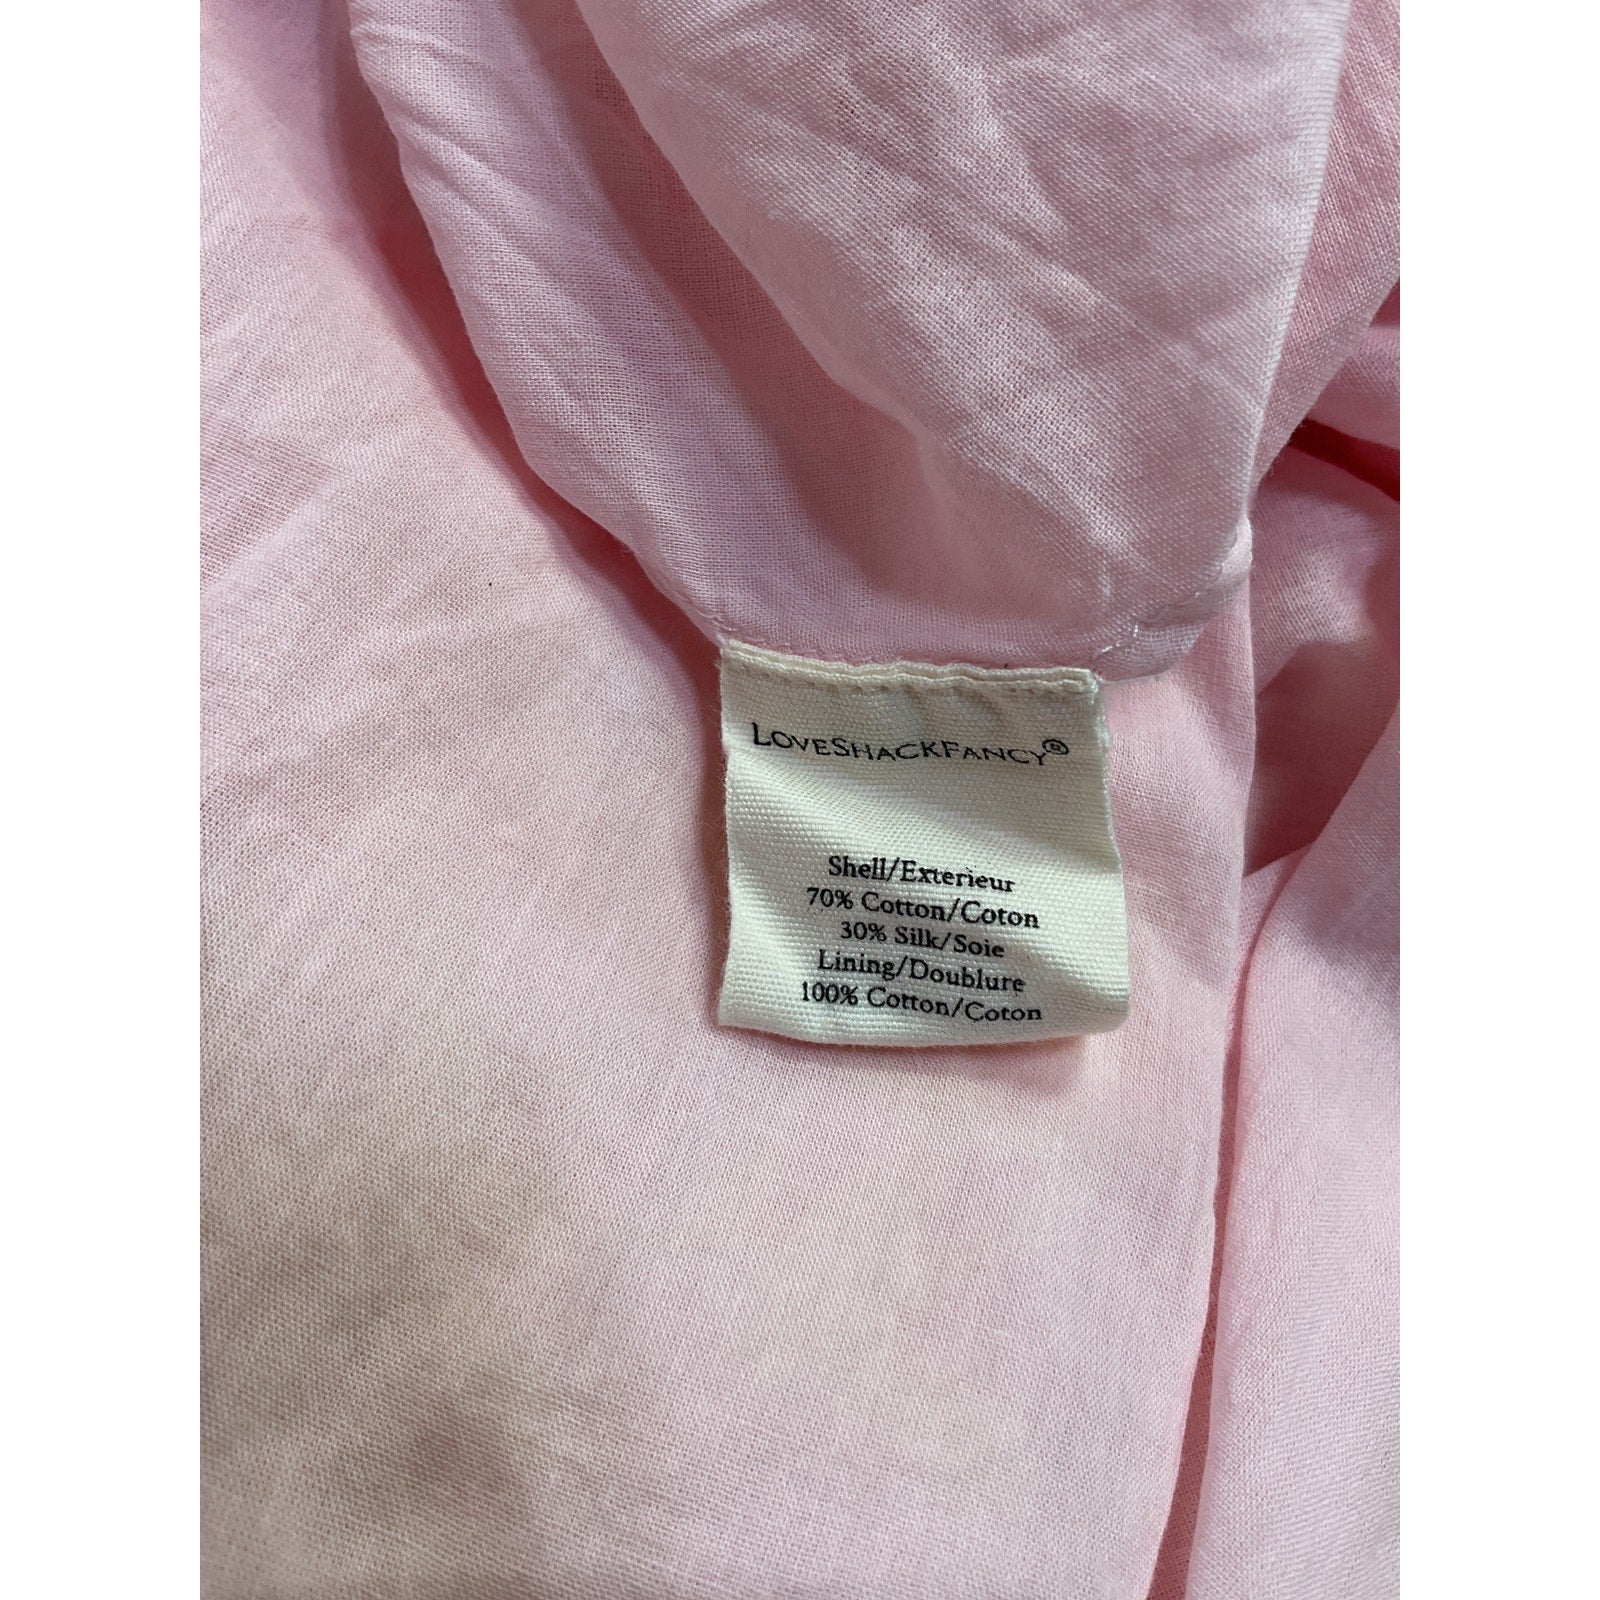 LOVESHACKFANCY®
Shell/Exterieur
70% Cotton/Coton
30% Silk/Soie
Lining/Doublure
100% Cotton/Coton